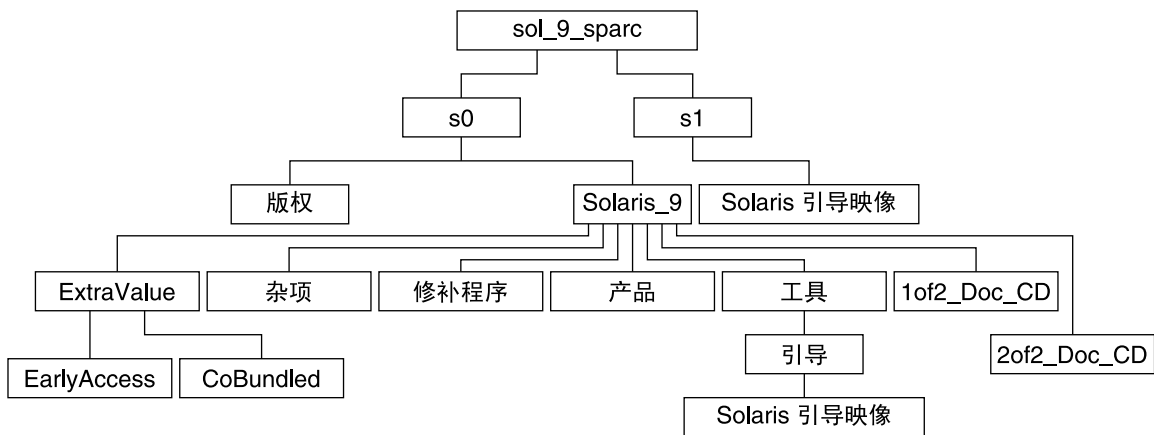 sol_9_sparc
s0
s1
版权
Solaris_9
Solaris 引导映像
ExtraValue
杂项
修补程序
产品
工具
1of2_Doc_CD
引导
2of2_Doc_CD
EarlyAccess
CoBundled
Solaris 引导映像